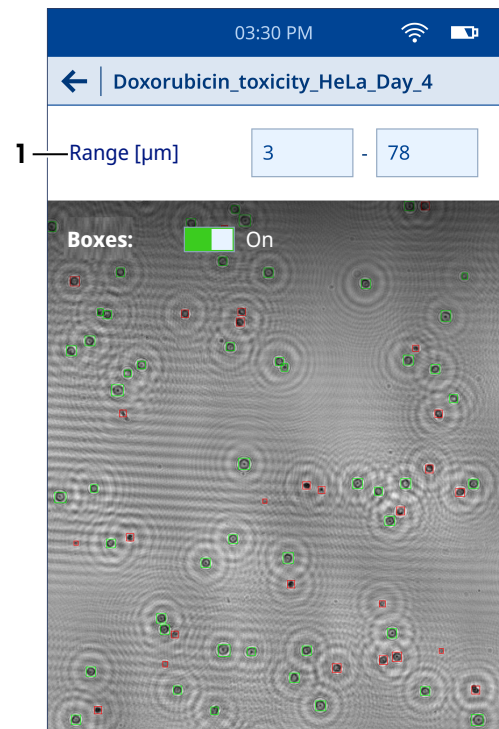 03:30 PM
Doxorubicin_toxicity_HeLa_Day_4
1 Range [µm] 3 - 78
Boxes: On